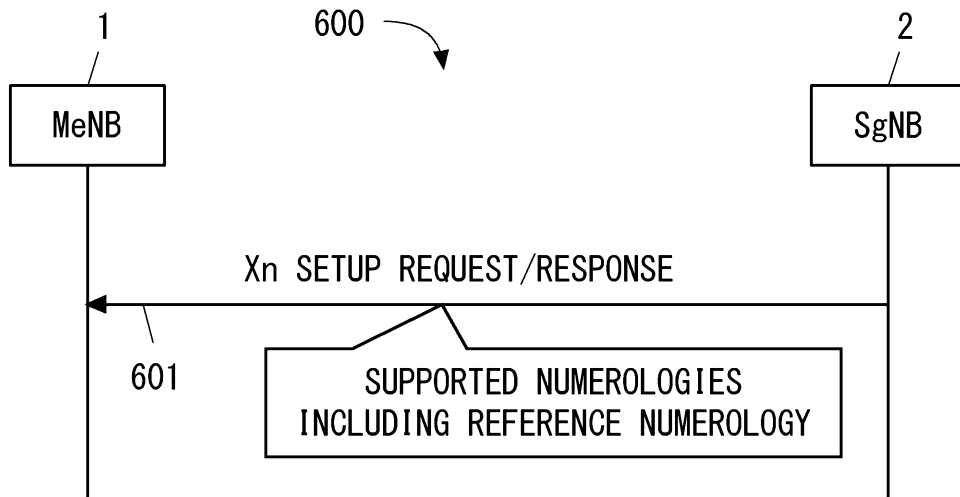 1
600
2
MeNB
SgNB
Xn SETUP REQUEST/RESPONSE
601
SUPPORTED NUMEROLOGIES
INCLUDING REFERENCE NUMEROLOGY